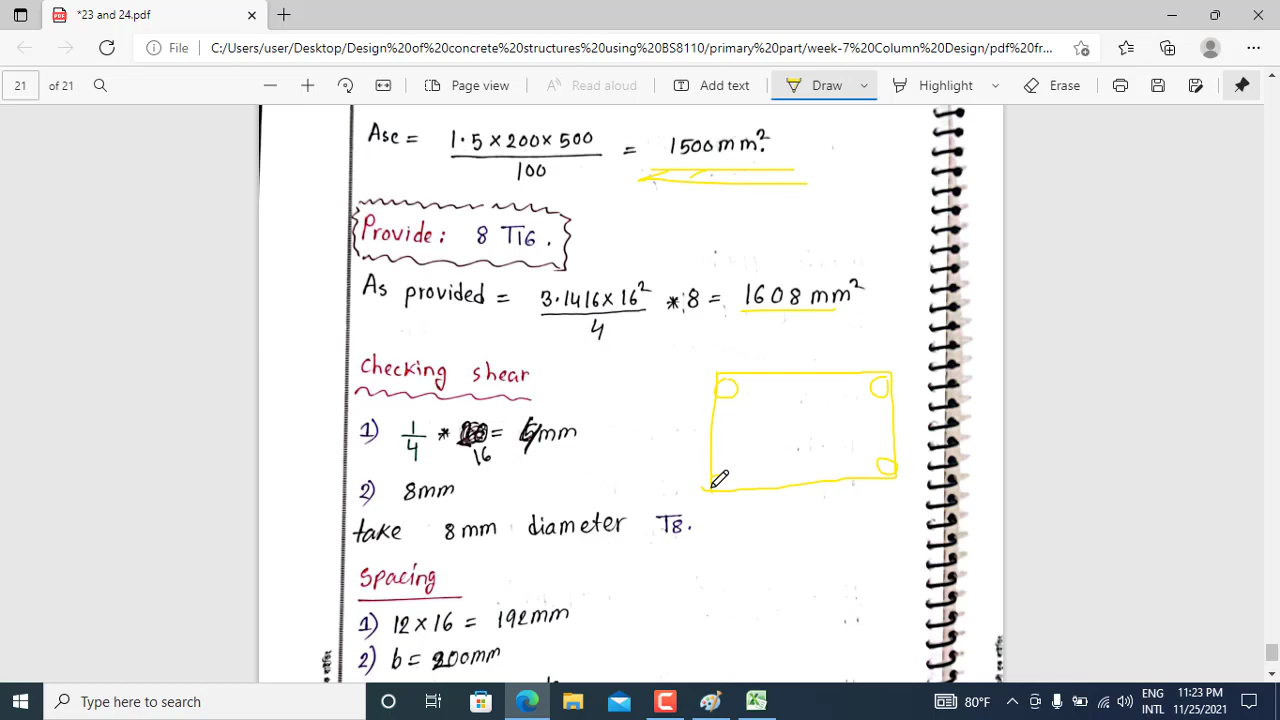 *23 and 24.pdf
File C:/Users/user/Desktop/Design%20of%20concrete%20structures%20using%20BS8110/primary%20part/week-7%20Column%20Design/pdf%20fr...
21 of 21 Page view Read aloud Add text Draw Highlight Erase
Asc = 1.5 × 200 × 500 / 100 = 1500 mm².
Provide: 8 T16.
As provided = 3.1416 × 16² / 4 * 8 = 1608 mm²
Checking shear
1) 1/4 * 16 = mm
2) 8mm
take 8mm diameter T8.
Spacing
1) 12 × 16 = 192mm
2) b = 200mm
Type here to search
80°F ENG INTL 1:23 PM 11/25/2021